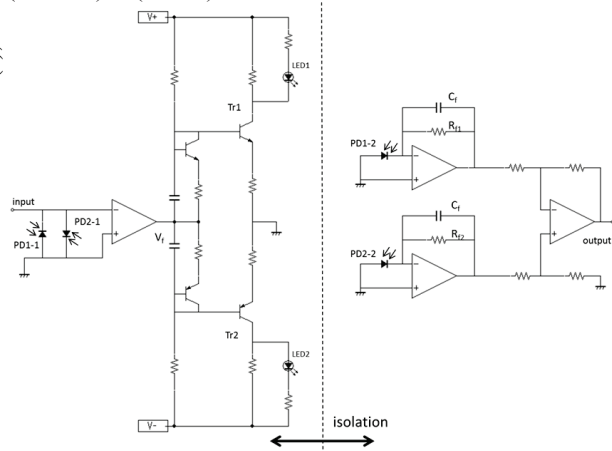 V+
LED1
Tr1
C_f
R_f1
PD1-2
input
PD2-1
PD1-1
V_f
output
C_f
R_f2
PD2-2
Tr2
LED2
V-
isolation